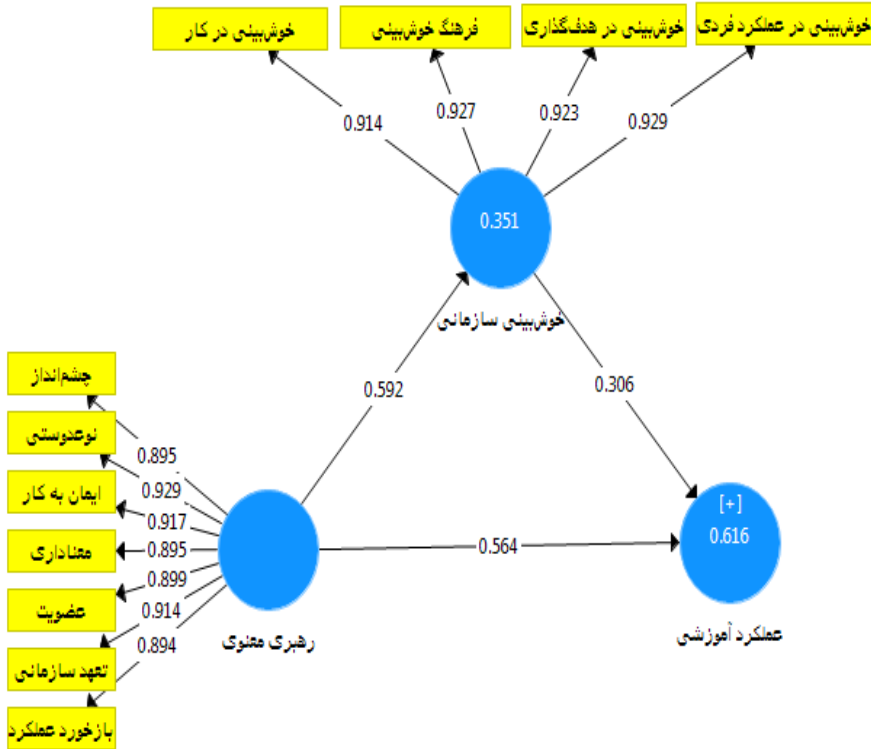 خوش‌بینی در عملکرد فردی
خوش‌بینی در هدف‌گذاری
فرهنگ خوش‌بینی
خوش‌بینی در کار
0.929
0.923
0.927
0.914
0.351
خوش‌بینی سازمانی
0.592
0.306
چشم‌انداز
نوعدوستی
ایمان به کار
معناداری
عضویت
تعهد سازمانی
بازخورد عملکرد
0.895
0.929
0.917
0.895
0.899
0.914
0.894
رهبری معنوی
0.564
[+]
0.616
عملکرد آموزشی